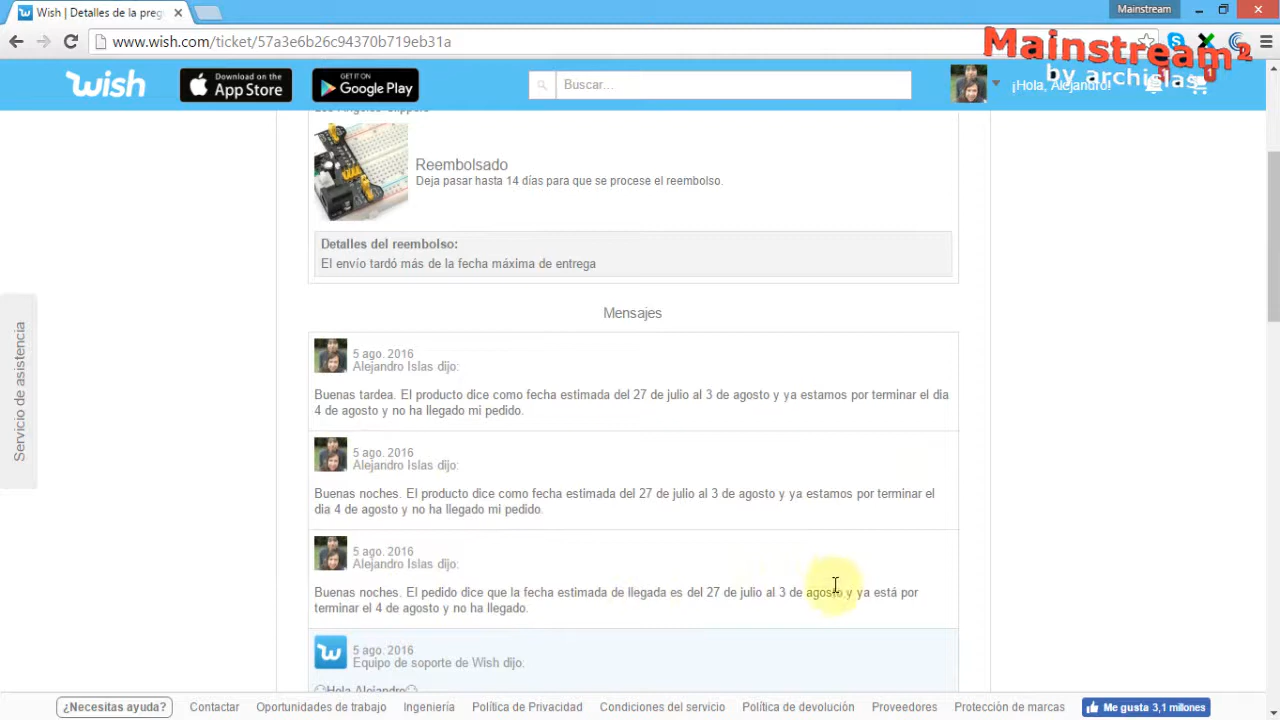 Wish | Detalles de la preg
Mainstream
www.wish.com/ticket/57a3e6b26c94370b719eb31a
Mainstream²
by archislas
wish
Download on the
App Store
GET IT ON
Google Play
Buscar...
¡Hola, Alejandro!
1
Los Angeles Clippers
Reembolsado
Deja pasar hasta 14 días para que se procese el reembolso.
Detalles del reembolso:
El envío tardó más de la fecha máxima de entrega
Servicio de asistencia
Mensajes
5 ago. 2016
Alejandro Islas dijo:
Buenas tardea. El producto dice como fecha estimada del 27 de julio al 3 de agosto y ya estamos por terminar el dia
4 de agosto y no ha llegado mi pedido.
5 ago. 2016
Alejandro Islas dijo:
Buenas noches. El producto dice como fecha estimada del 27 de julio al 3 de agosto y ya estamos por terminar el
dia 4 de agosto y no ha llegado mi pedido.
5 ago. 2016
Alejandro Islas dijo:
Buenas noches. El pedido dice que la fecha estimada de llegada es del 27 de julio al 3 de agosto y ya está por
terminar el 4 de agosto y no ha llegado.
5 ago. 2016
Equipo de soporte de Wish dijo:
Hola Alejandro
¿Necesitas ayuda?
Contactar
Oportunidades de trabajo
Ingeniería
Política de Privacidad
Condiciones del servicio
Política de devolución
Proveedores
Protección de marcas
Me gusta 3,1 millones